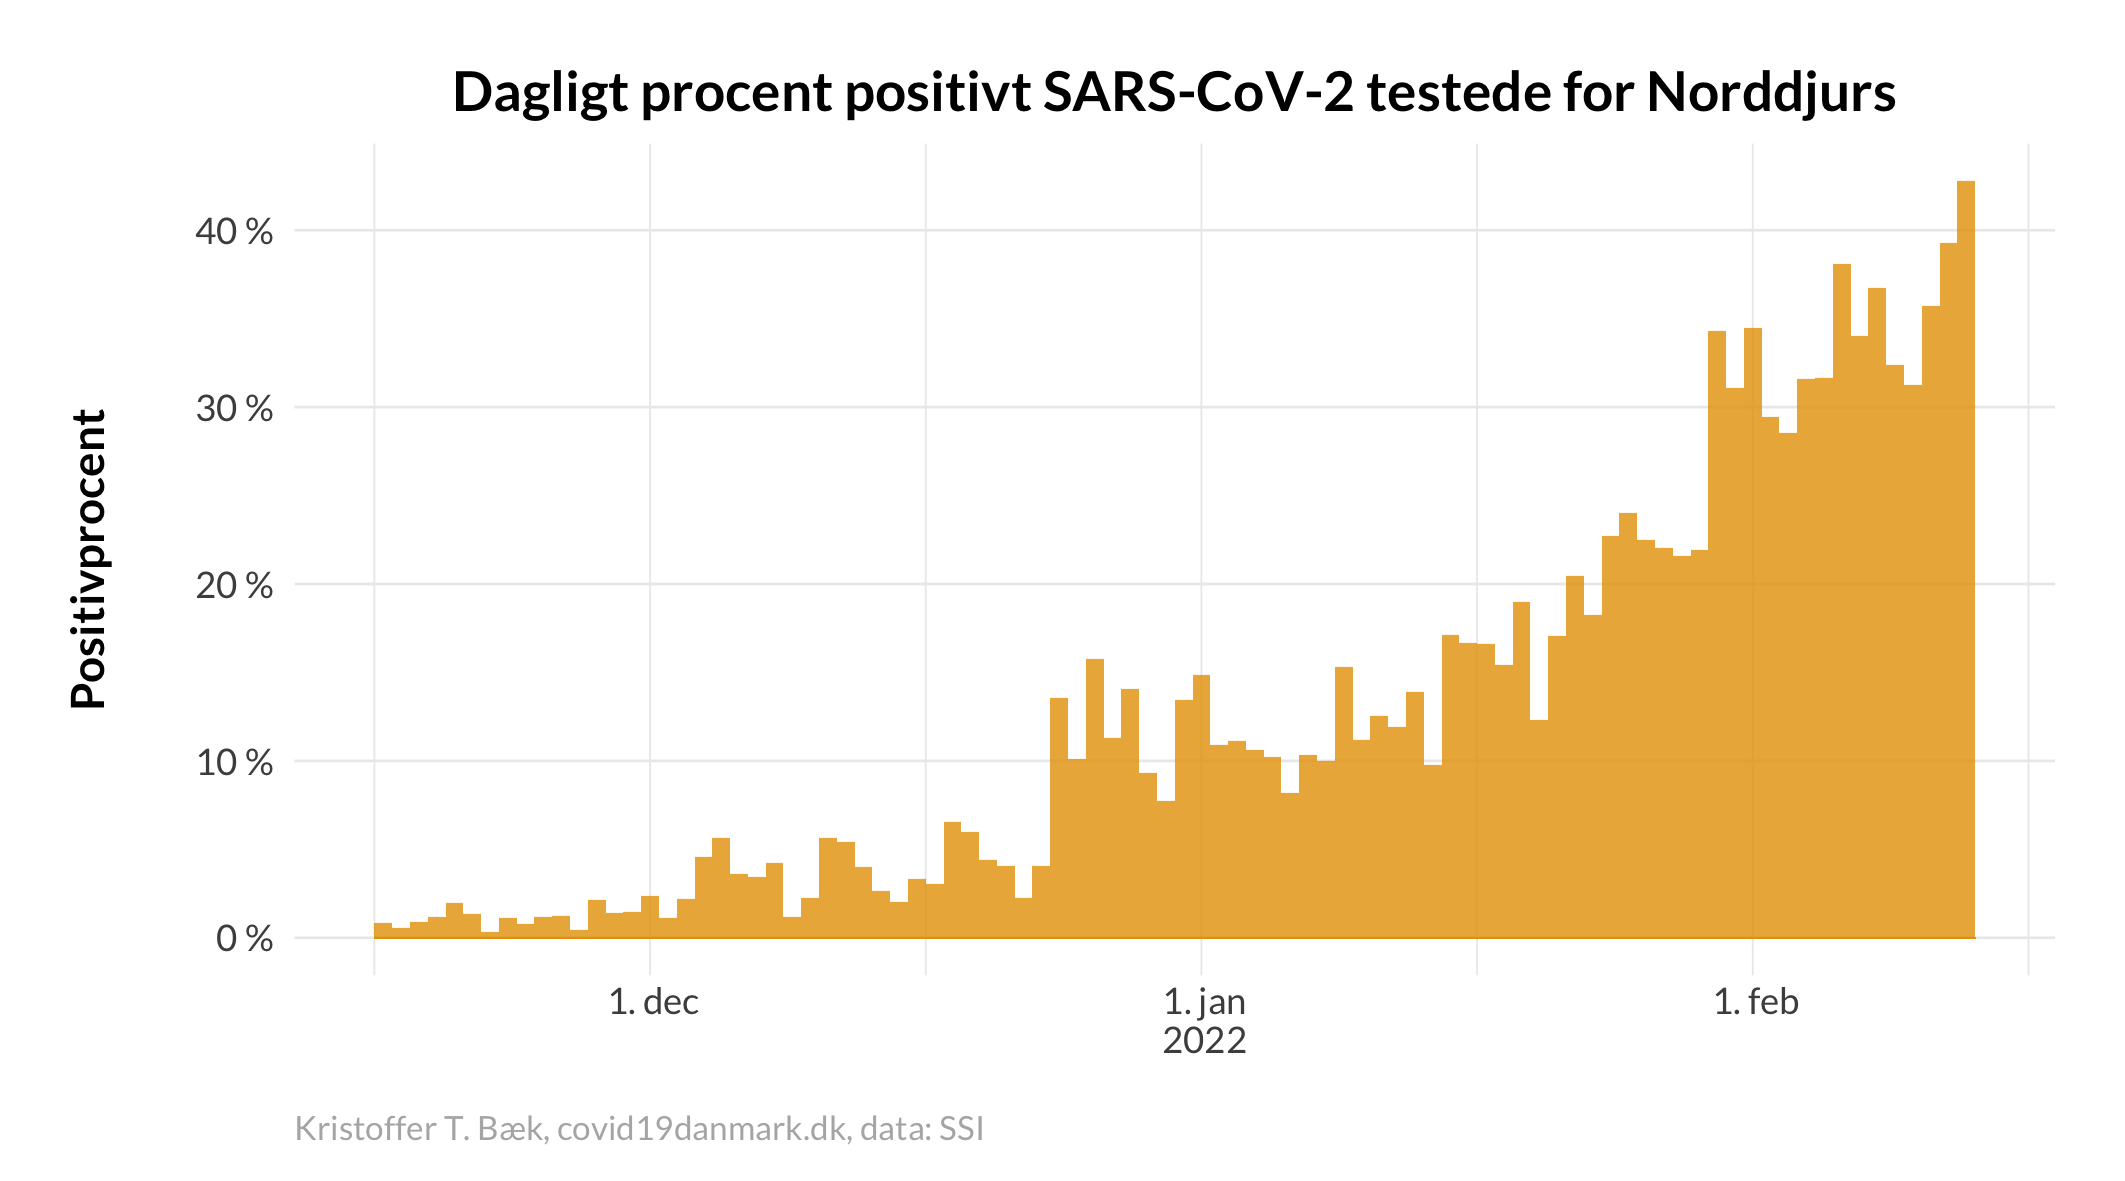 Dagligt procent positivt SARS-CoV-2 testede for Norddjurs
Positivprocent
40 %
30 %
20 %
10 %
0 %
1. dec
1. jan
2022
1. feb
Kristoffer T. Bæk, covid19danmark.dk, data: SSI